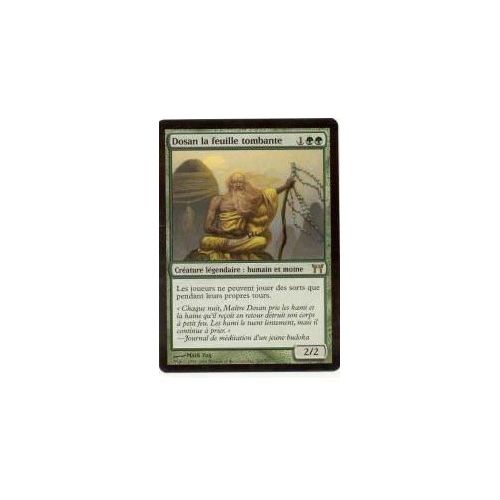 Dosan la feuille tombante 1
Créature légendaire : humain et moine
Les joueurs ne peuvent jouer des sorts que
pendant leurs propres tours.
« Chaque nuit, Maître Dosan prie les kami et
la haine qu'il reçoit en retour détruit son corps
à petit feu. Les kami le tuent lentement, mais il
continue à prier. »
—Journal de méditation d'un jeune budoka
2/2